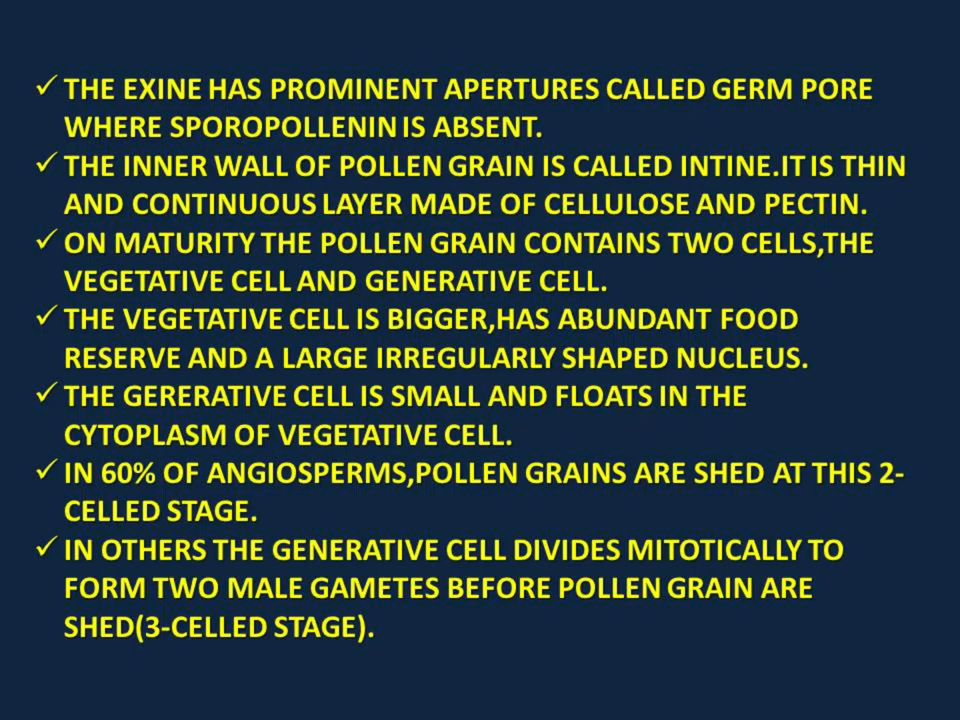 ✓ THE EXINE HAS PROMINENT APERTURES CALLED GERM PORE
WHERE SPOROPOLLENIN IS ABSENT.
✓ THE INNER WALL OF POLLEN GRAIN IS CALLED INTINE.IT IS THIN
AND CONTINUOUS LAYER MADE OF CELLULOSE AND PECTIN.
✓ ON MATURITY THE POLLEN GRAIN CONTAINS TWO CELLS,THE
VEGETATIVE CELL AND GENERATIVE CELL.
✓ THE VEGETATIVE CELL IS BIGGER,HAS ABUNDANT FOOD
RESERVE AND A LARGE IRREGULARLY SHAPED NUCLEUS.
✓ THE GERERATIVE CELL IS SMALL AND FLOATS IN THE
CYTOPLASM OF VEGETATIVE CELL.
✓ IN 60% OF ANGIOSPERMS,POLLEN GRAINS ARE SHED AT THIS 2-
CELLED STAGE.
✓ IN OTHERS THE GENERATIVE CELL DIVIDES MITOTICALLY TO
FORM TWO MALE GAMETES BEFORE POLLEN GRAIN ARE
SHED(3-CELLED STAGE).